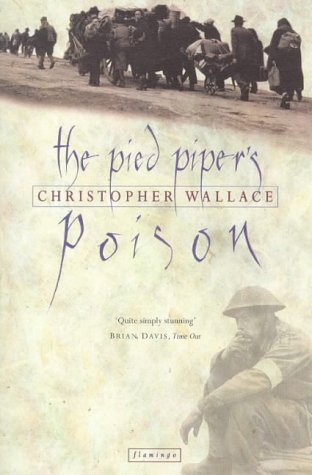 the pied piper's
CHRISTOPHER WALLACE
poison
'Quite simply stunning'
BRIAN DAVIS, Time Out
flamingo